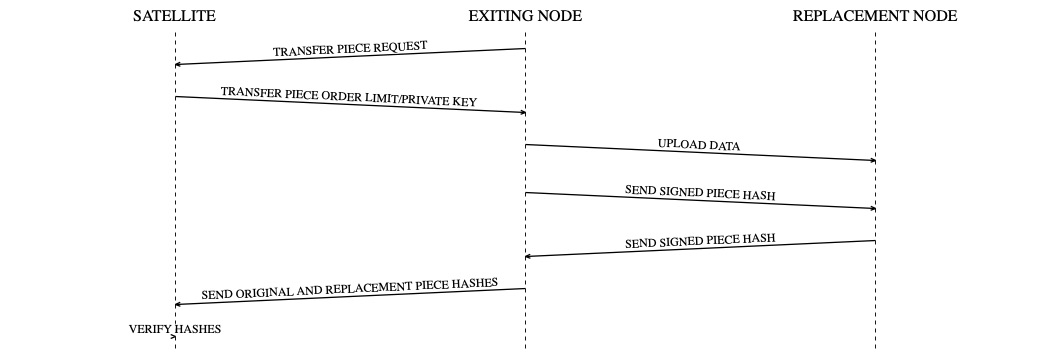 SATELLITE EXITING NODE REPLACEMENT NODE
TRANSFER PIECE REQUEST
TRANSFER PIECE ORDER LIMIT/PRIVATE KEY
UPLOAD DATA
SEND SIGNED PIECE HASH
SEND SIGNED PIECE HASH
SEND ORIGINAL AND REPLACEMENT PIECE HASHES
VERIFY HASHES